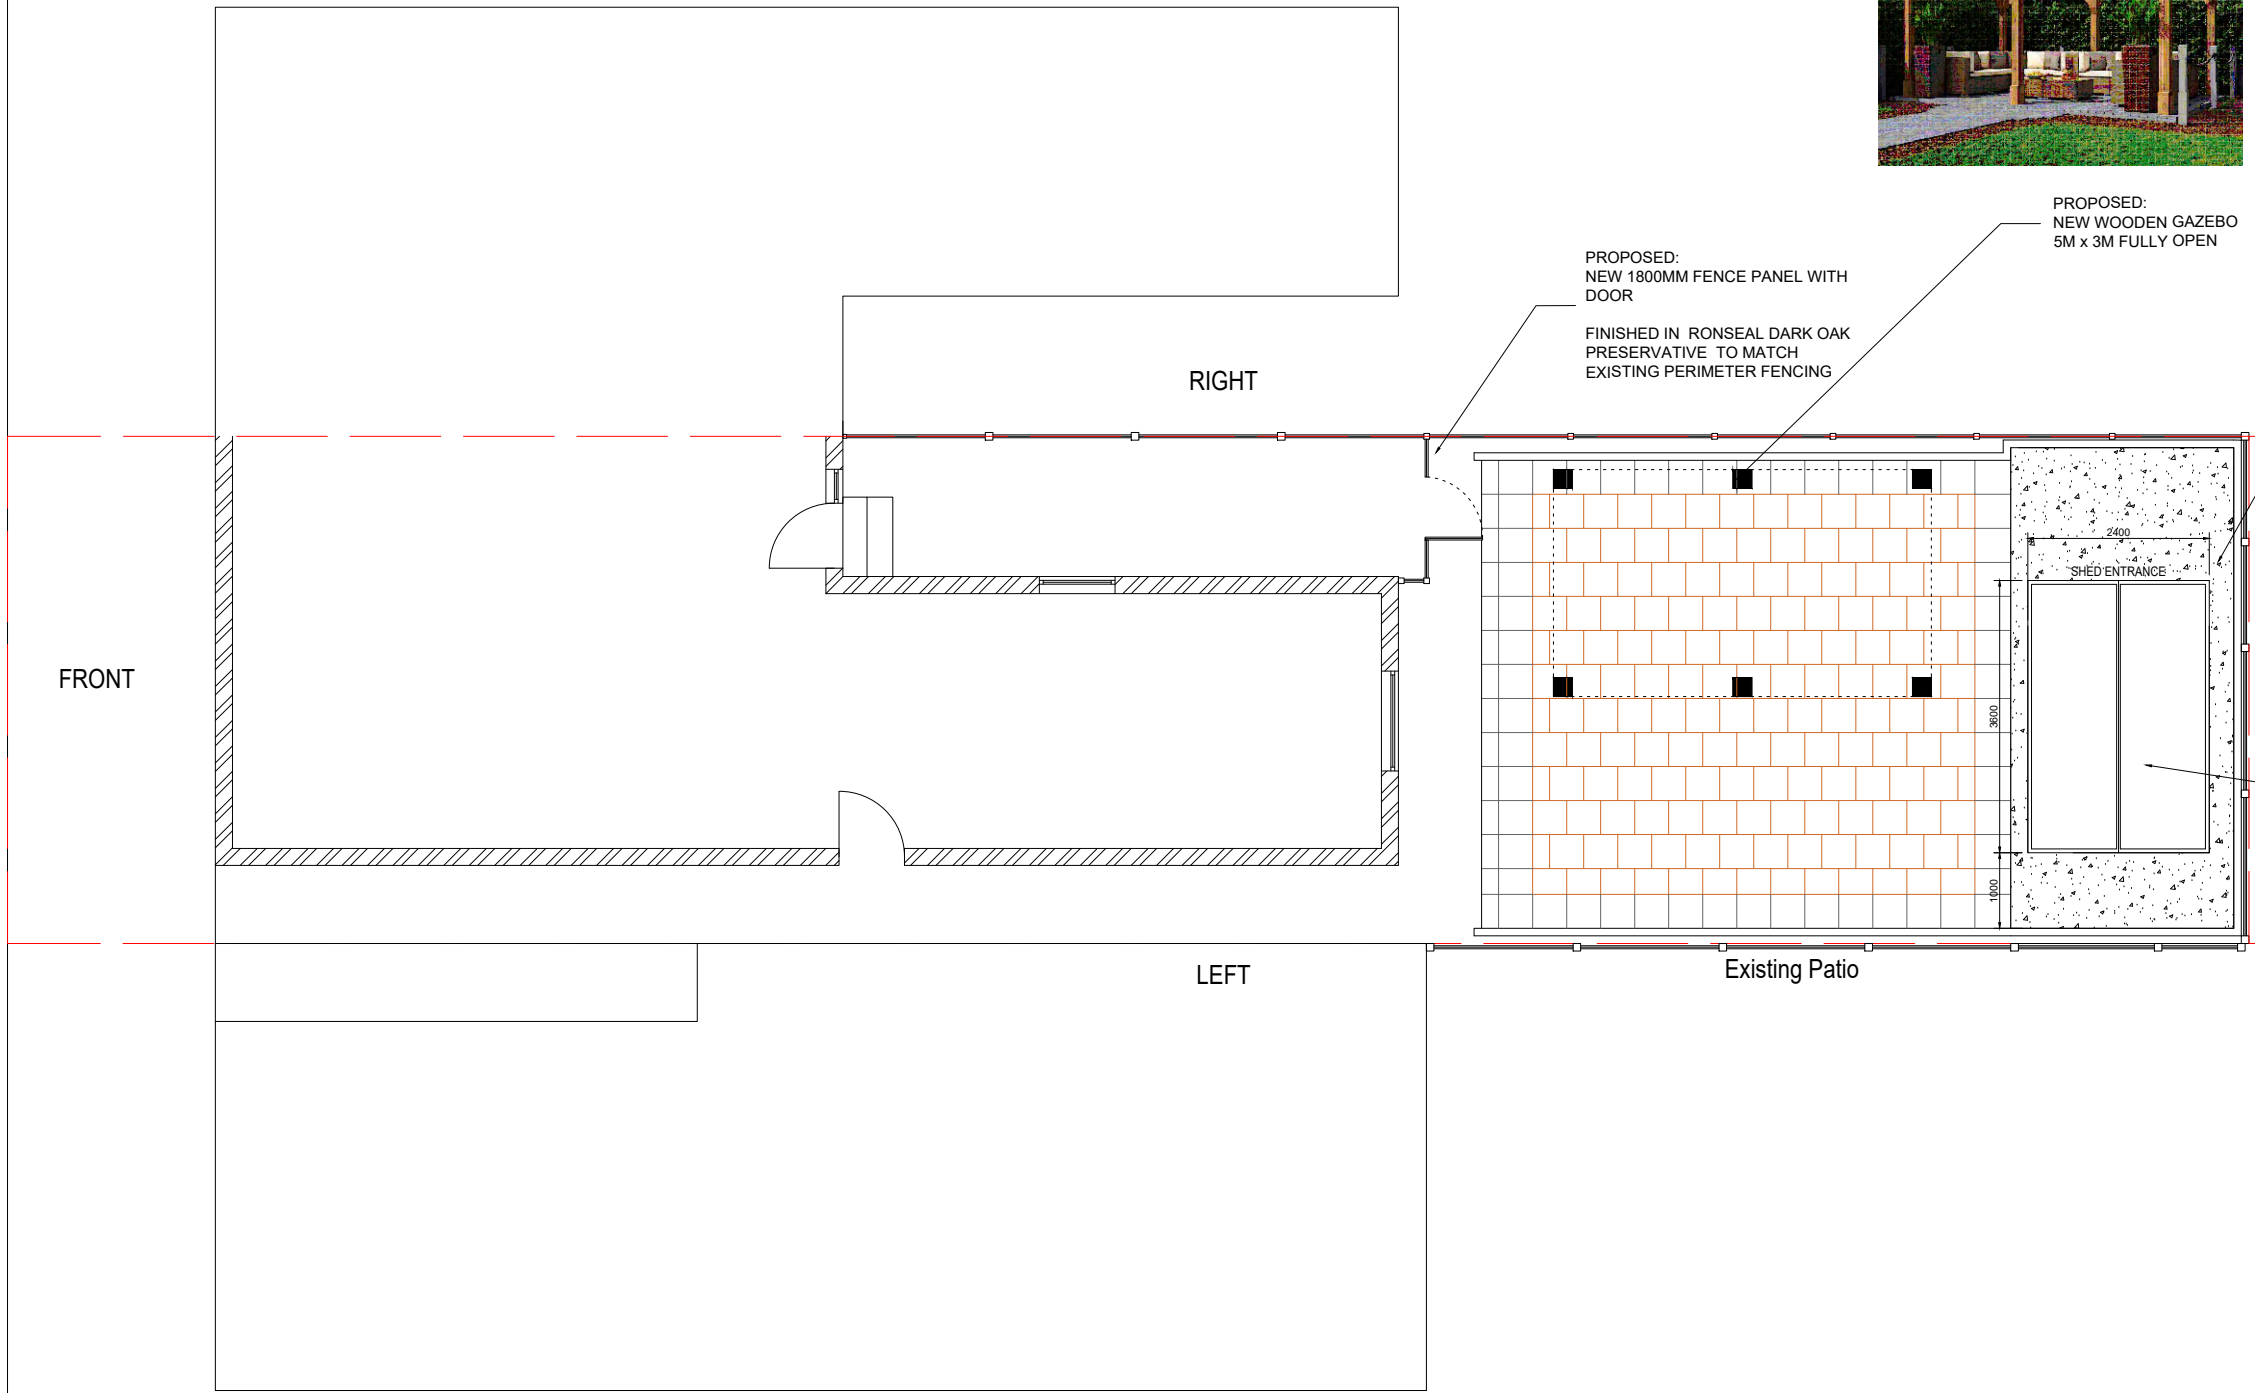 PROPOSED:
NEW WOODEN GAZEBO
5M x 3M FULLY OPEN
PROPOSED:
NEW 1800MM FENCE PANEL WITH
DOOR
FINISHED IN RONSEAL DARK OAK
PRESERVATIVE TO MATCH
EXISTING PERIMETER FENCING
RIGHT
2400
SHED ENTRANCE
FRONT
3600
1000
LEFT
Existing Patio